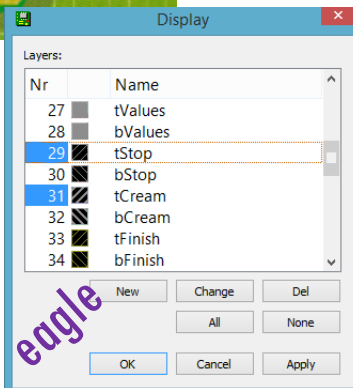 Display
Layers:
Nr Name
27 tValues
28 bValues
29 tStop
30 bStop
31 tCream
32 bCream
33 tFinish
34 bFinish
New Change Del
All None
OK Cancel Apply
eagle